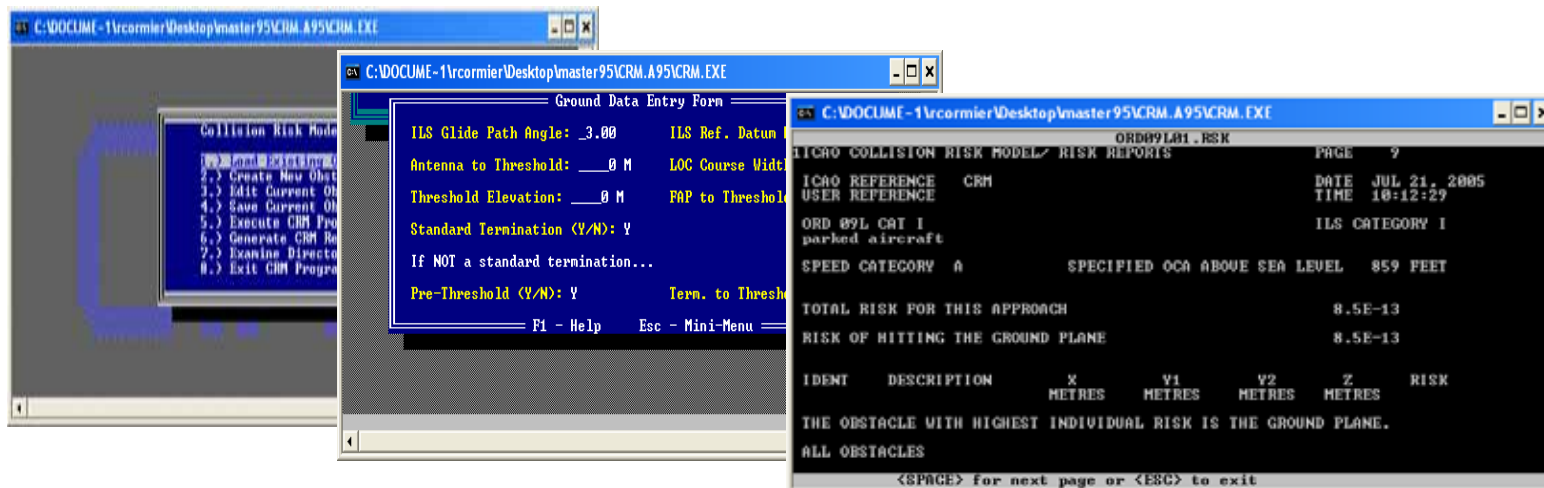 C:\DOCUME~1\rcormier\Desktop\master95\CRM.A95\CRM.EXE
Collision Risk Mode
1.) Load Existing
2.) Create New Obst
3.) Edit Current Ob
4.) Save Current Ob
5.) Execute CRM Pro
6.) Generate CRM Re
7.) Examine Directo
8.) Exit CRM Progra
C:\DOCUME~1\rcormier\Desktop\master95\CRM.A95\CRM.EXE
Ground Data Entry Form
ILS Glide Path Angle: _3.00 ILS Ref. Datum
Antenna to Threshold: ____0 M LOC Course Widt
Threshold Elevation: ____0 M FAP to Threshol
Standard Termination (Y/N): Y
If NOT a standard termination...
Pre-Threshold (Y/N): Y Term. to Thresh
F1 - Help Esc - Mini-Menu
C:\DOCUME~1\rcormier\Desktop\master95\CRM.A95\CRM.EXE
ORD09L01.RSK
1ICAO COLLISION RISK MODEL/ RISK REPORTS PAGE 9
ICAO REFERENCE CRM DATE JUL 21, 2005
USER REFERENCE TIME 10:12:29
ORD 09L CAT I ILS CATEGORY I
parked aircraft
SPEED CATEGORY A SPECIFIED OCA ABOVE SEA LEVEL 859 FEET
TOTAL RISK FOR THIS APPROACH 8.5E-13
RISK OF HITTING THE GROUND PLANE 8.5E-13
IDENT DESCRIPTION X Y1 Y2 Z RISK
METRES METRES METRES METRES
THE OBSTACLE WITH HIGHEST INDIVIDUAL RISK IS THE GROUND PLANE.
ALL OBSTACLES
<SPACE> for next page or <ESC> to exit